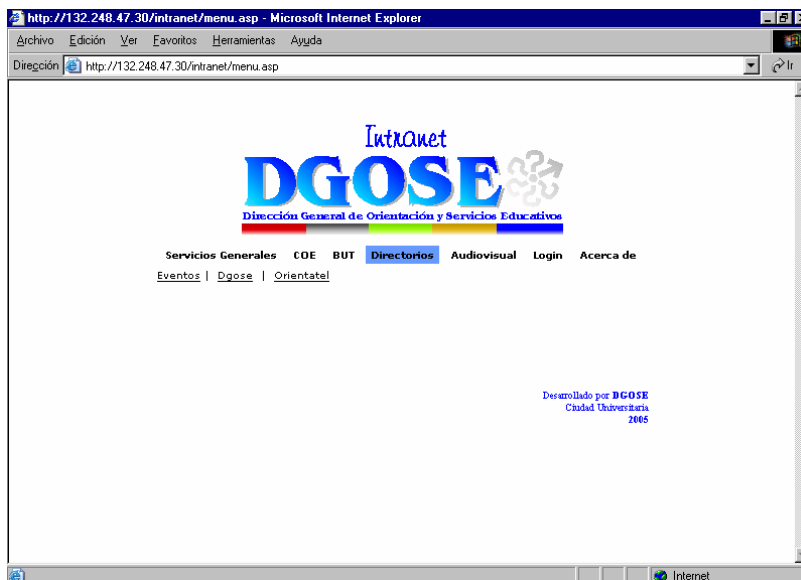 http://132.248.47.30/intranet/menu.asp - Microsoft Internet Explorer
Archivo Edición Ver Favoritos Herramientas Ayuda
Dirección http://132.248.47.30/intranet/menu.asp Ir
Intranet
DGOSE
Dirección General de Orientación y Servicios Educativos
Servicios Generales COE BUT Directorios Audiovisual Login Acerca de
Eventos | Dgose | Orientatel
Desarrollado por DGOSE
Ciudad Universitaria
2005
Internet